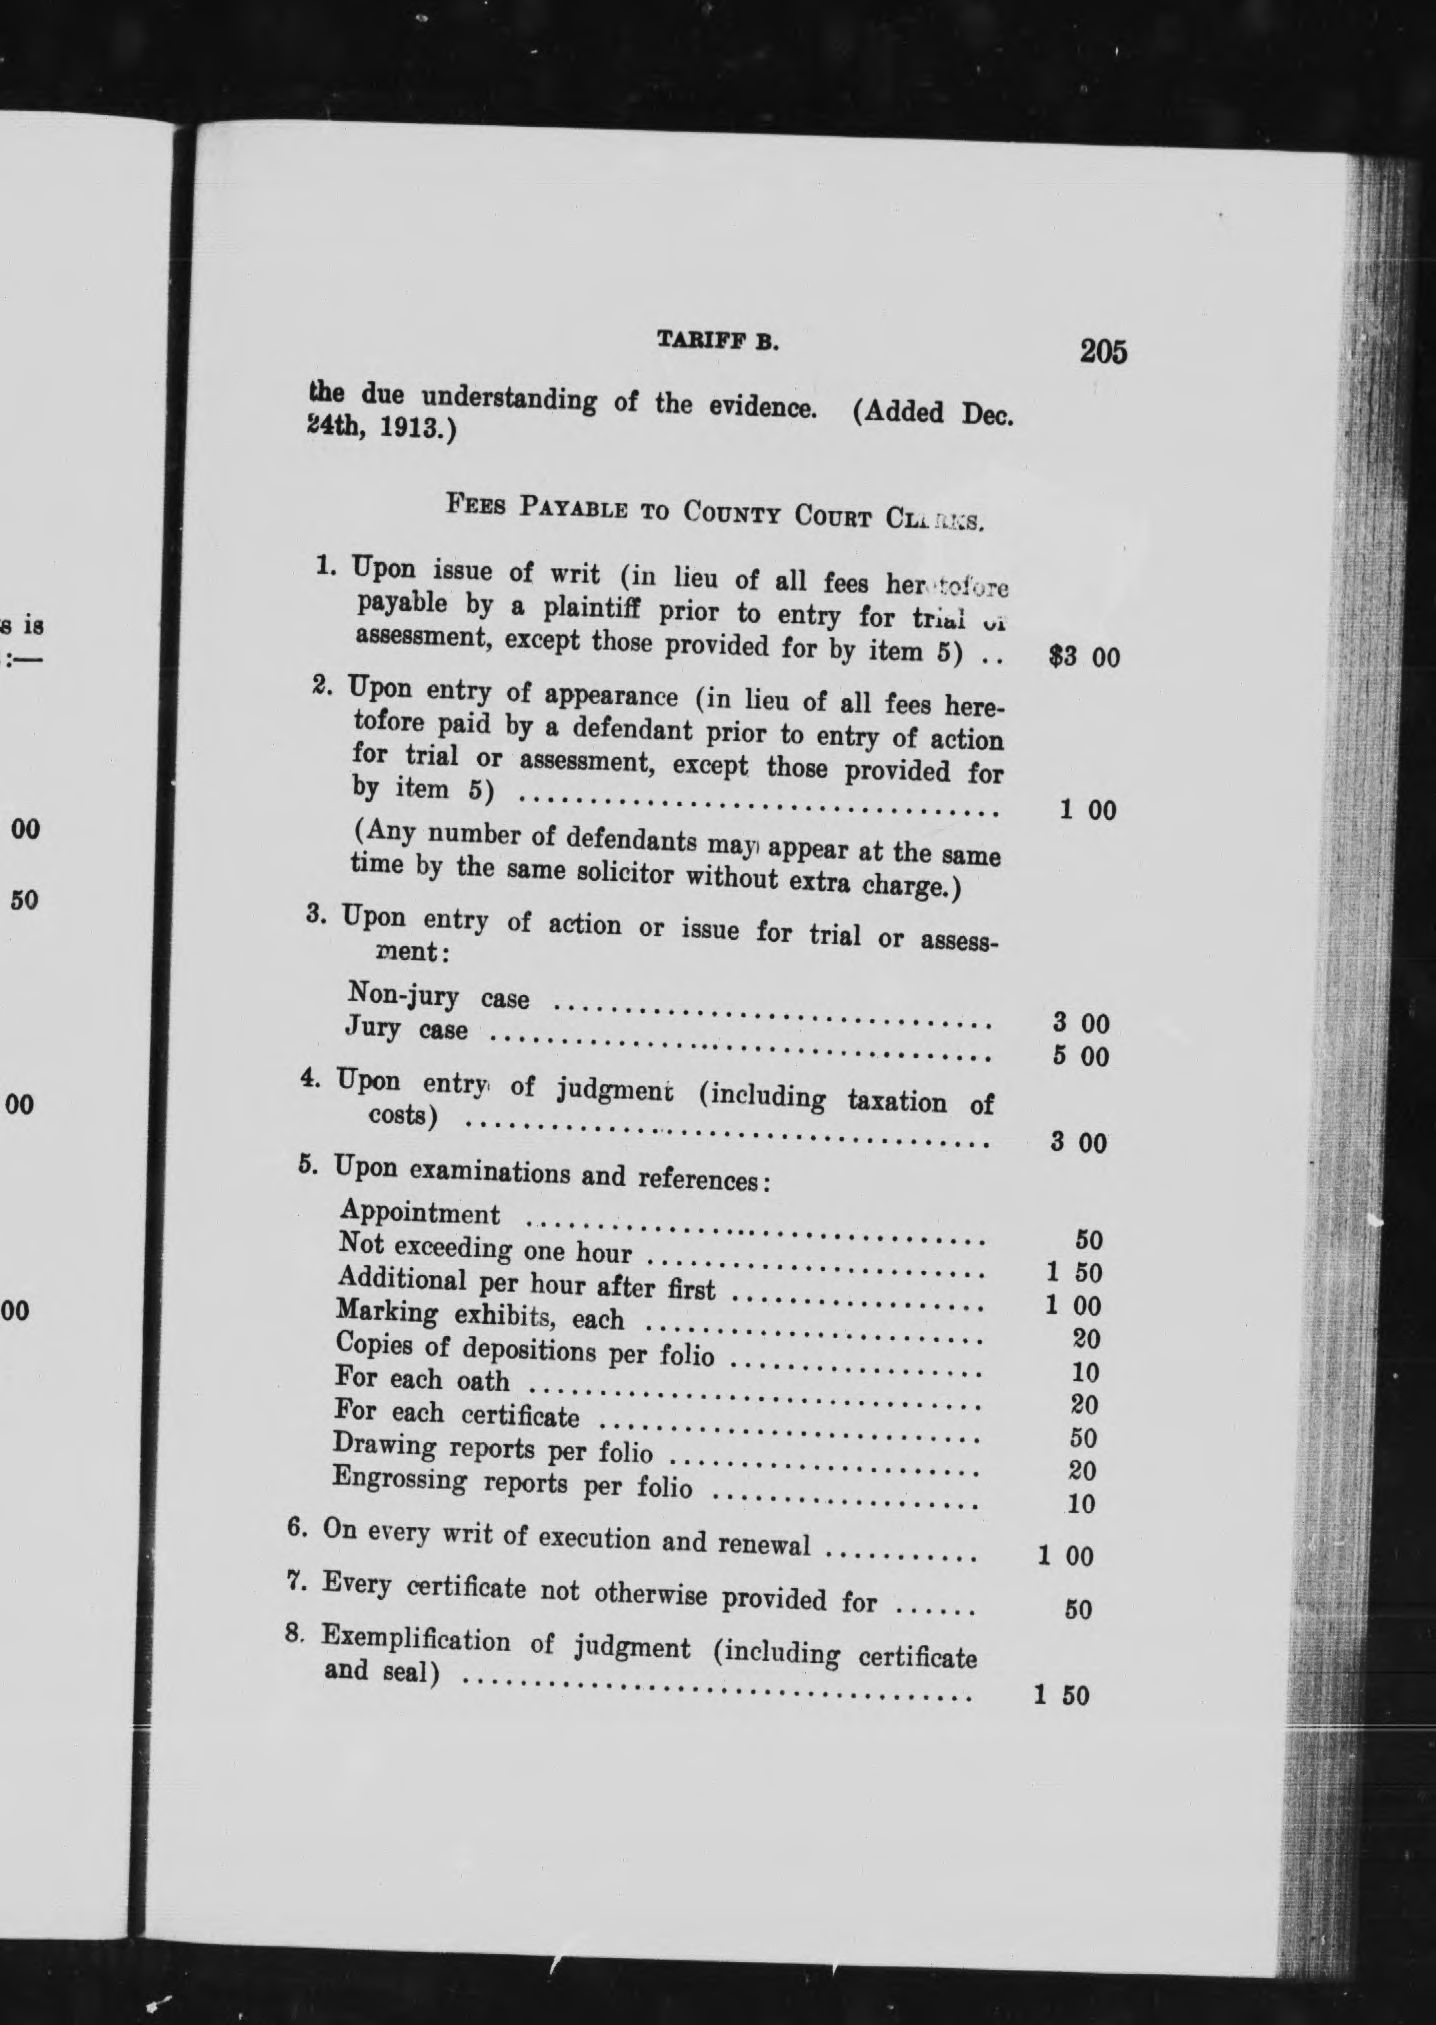 s is
:—
00
50
00
00
TARIFF B.
205
the due understanding of the evidence. (Added Dec.
24th, 1913.)
FEES PAYABLE TO COUNTY COURT CLERKS.
1. Upon issue of writ (in lieu of all fees heretofore
payable by a plaintiff prior to entry for trial or
assessment, except those provided for by item 5) .. $3 00
2. Upon entry of appearance (in lieu of all fees here-
tofore paid by a defendant prior to entry of action
for trial or assessment, except those provided for
by item 5) .................................. 1 00
(Any number of defendants may appear at the same
time by the same solicitor without extra charge.)
3. Upon entry of action or issue for trial or assess-
ment:
Non-jury case ............................... 3 00
Jury case .................................... 5 00
4. Upon entry of judgment (including taxation of
costs) ..................................... 3 00
5. Upon examinations and references:
Appointment ................................. 50
Not exceeding one hour ........................ 1 50
Additional per hour after first .................. 1 00
Marking exhibits, each ........................ 20
Copies of depositions per folio .................. 10
For each oath ................................ 20
For each certificate ........................... 50
Drawing reports per folio ...................... 20
Engrossing reports per folio ................... 10
6. On every writ of execution and renewal ........... 1 00
7. Every certificate not otherwise provided for ...... 50
8. Exemplification of judgment (including certificate
and seal) .................................... 1 50